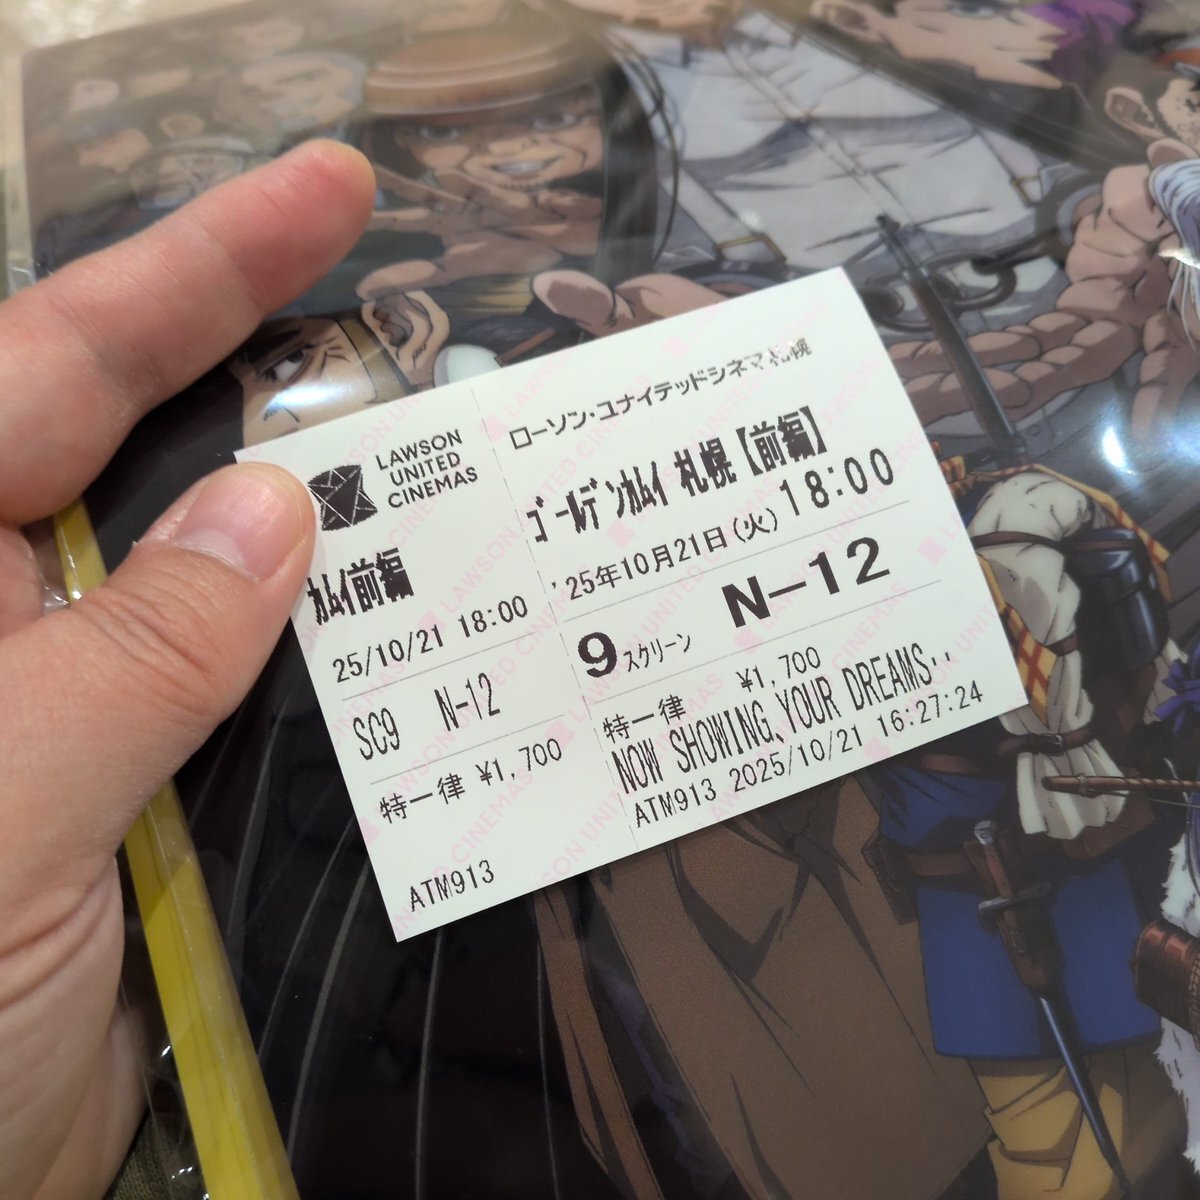 LAWSON
UNITED
CINEMAS
ｶﾑｲ前編
25/10/21 18:00
SC9 N-12
特一律 ¥1,700
ATM913
ローソン・ユナイテッドシネマ札幌
ｺﾞｰﾙﾃﾞﾝｶﾑｲ 札幌【前編】
'25年10月21日(火) 18:00
9スクリーン N-12
特一律 ¥1,700
NOW SHOWING､YOUR DREAMS･･
ATM913 2025/10/21 16:27:24